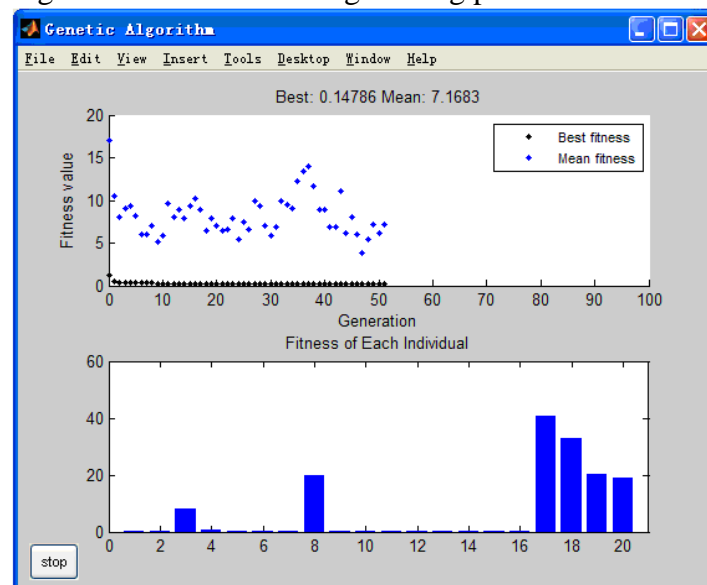 Genetic Algorithm
File Edit View Insert Tools Desktop Window Help
Best: 0.14786 Mean: 7.1683
20
15
10
5
0
Fitness value
Best fitness
Mean fitness
0 10 20 30 40 50 60 70 80 90 100
Generation
Fitness of Each Individual
60
40
20
0
0 2 4 6 8 10 12 14 16 18 20
stop